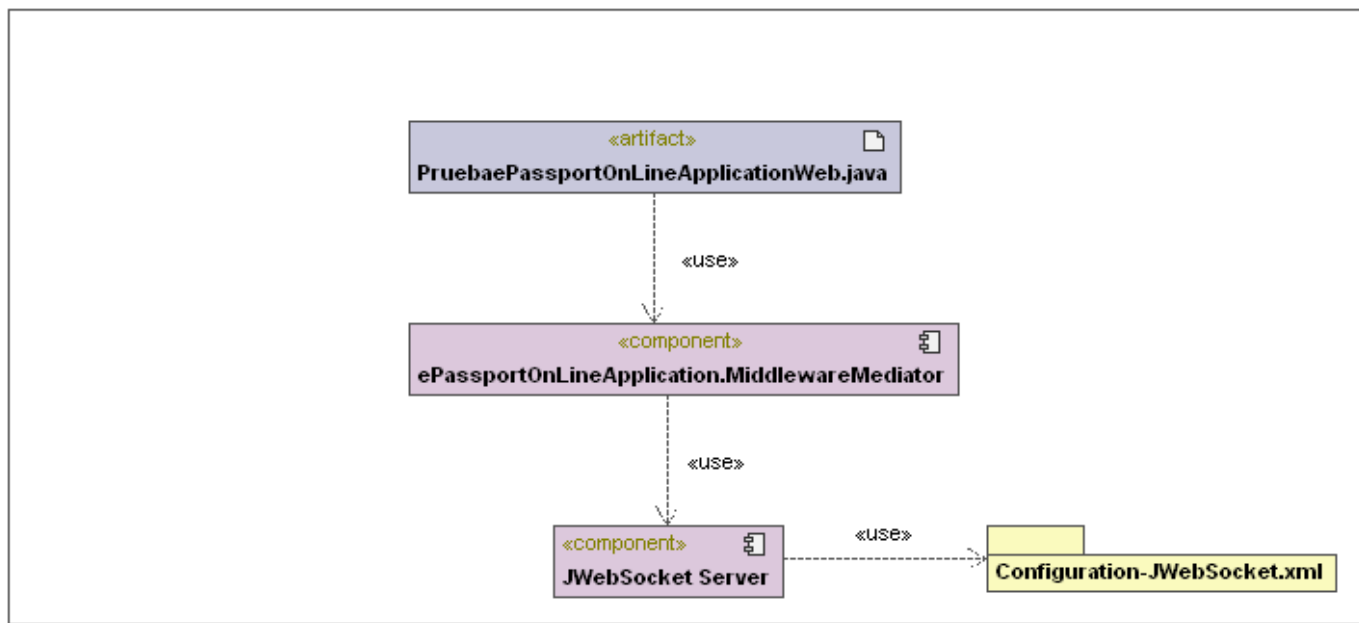 «artifact»
PruebaePassportOnLineApplicationWeb.java
«use»
«component»
ePassportOnLineApplication.MiddlewareMediator
«use»
«component»
JWebSocket Server
«use»
Configuration-JWebSocket.xml